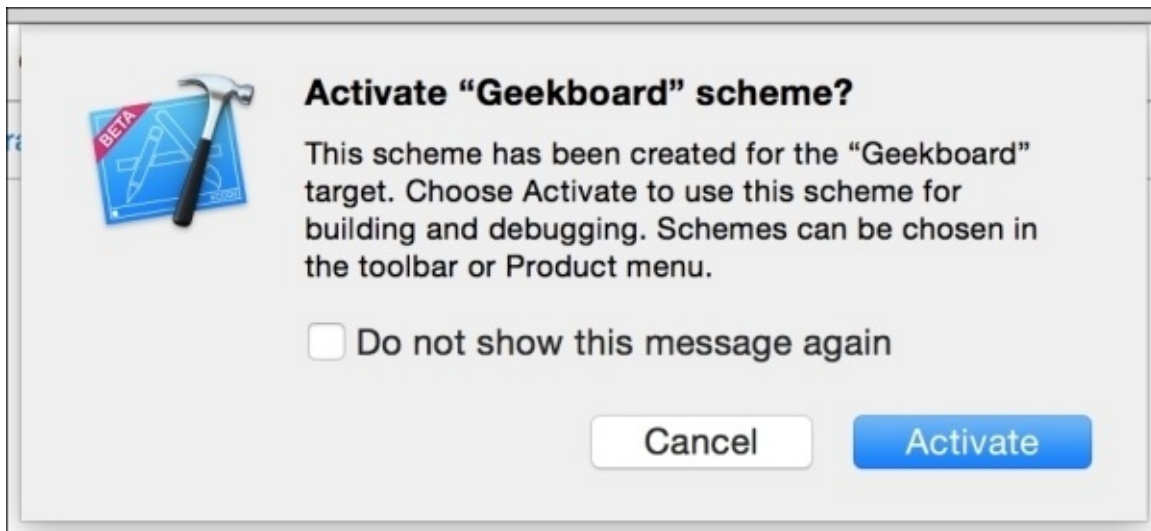 BETA
Activate “Geekboard” scheme?
This scheme has been created for the “Geekboard”
target. Choose Activate to use this scheme for
building and debugging. Schemes can be chosen in
the toolbar or Product menu.
Do not show this message again
Cancel
Activate